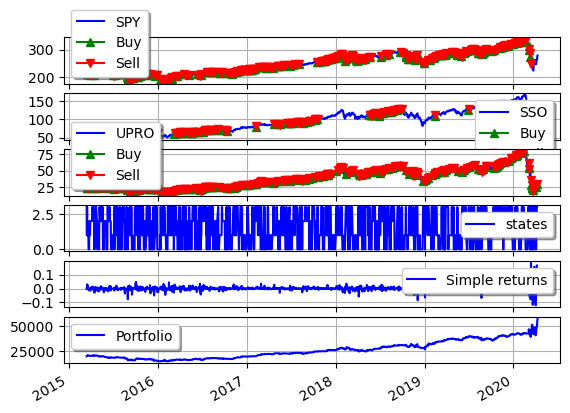 SPY
Buy
Sell
300
200
150
100
50
SSO
Buy
UPRO
Buy
Sell
75
50
25
2.5
0.0
states
0.1
0.0
−0.1
Simple returns
50000
25000
Portfolio
2015
2016
2017
2018
2019
2020